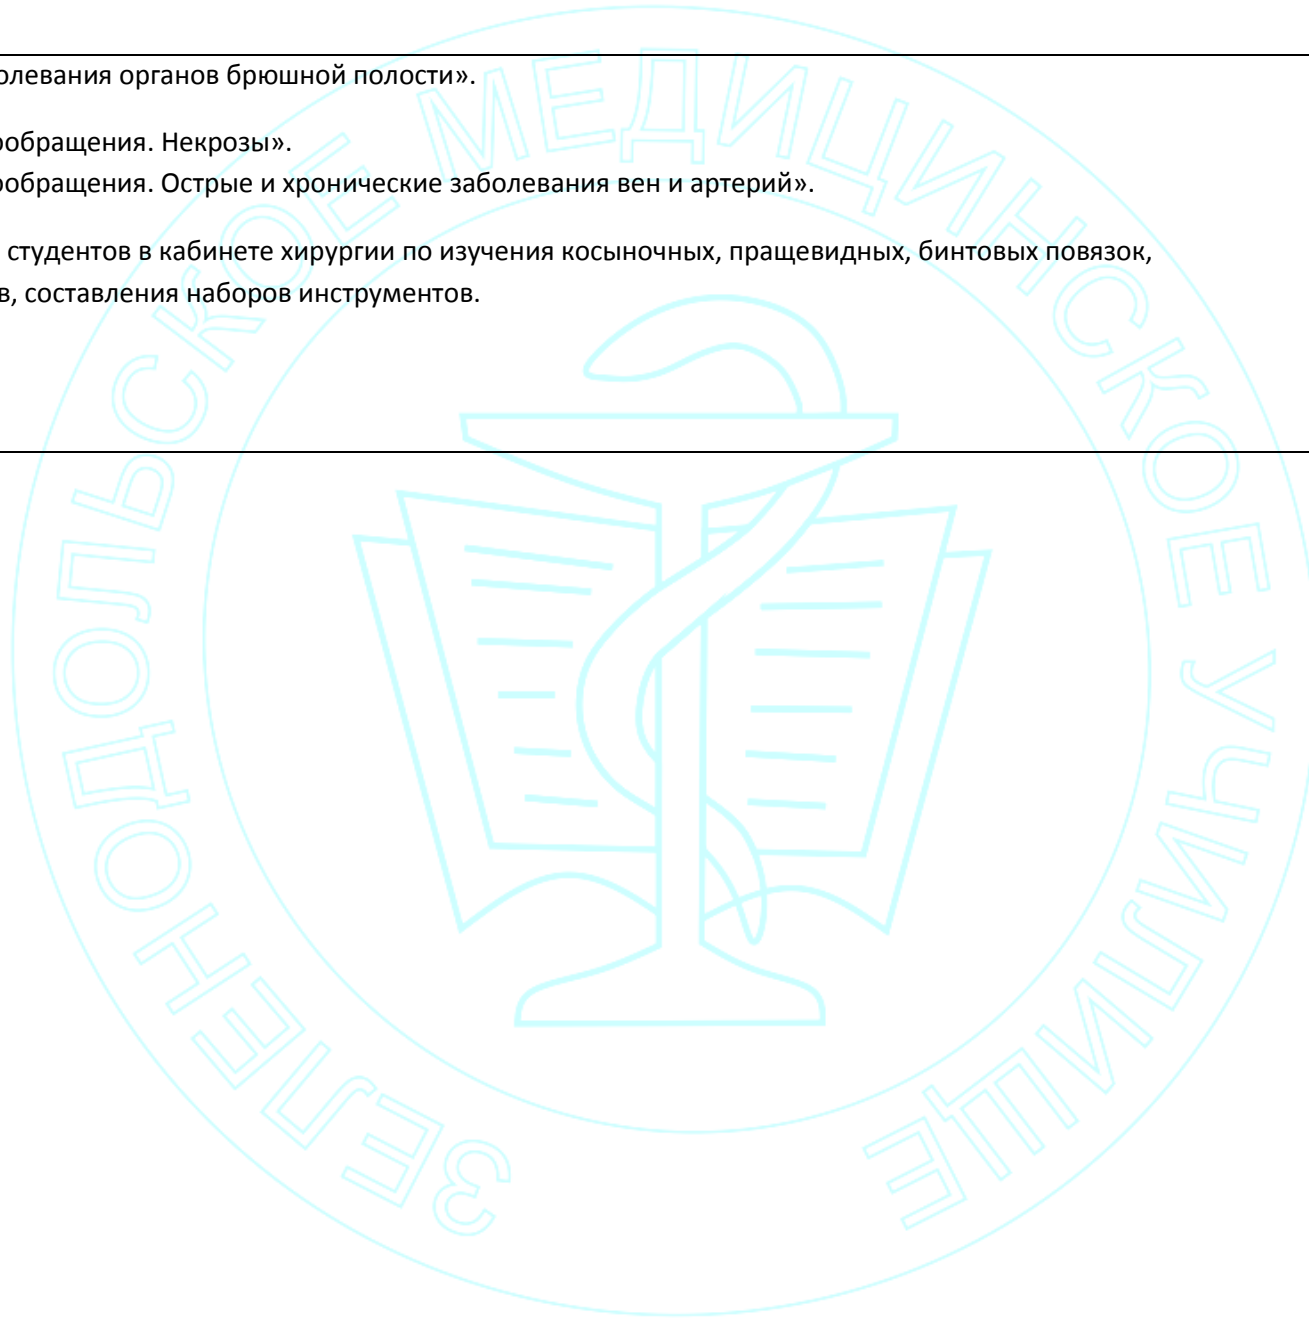 олевания органов брюшной полости».
ообращения. Некрозы».
ообращения. Острые и хронические заболевания вен и артерий».
студентов в кабинете хирургии по изучения косыночных, пращевидных, бинтовых повязок,
в, составления наборов инструментов.
ЗЕЛЕНОДОЛЬСКОЕ МЕДИЦИНСКОЕ УЧИЛИЩЕ